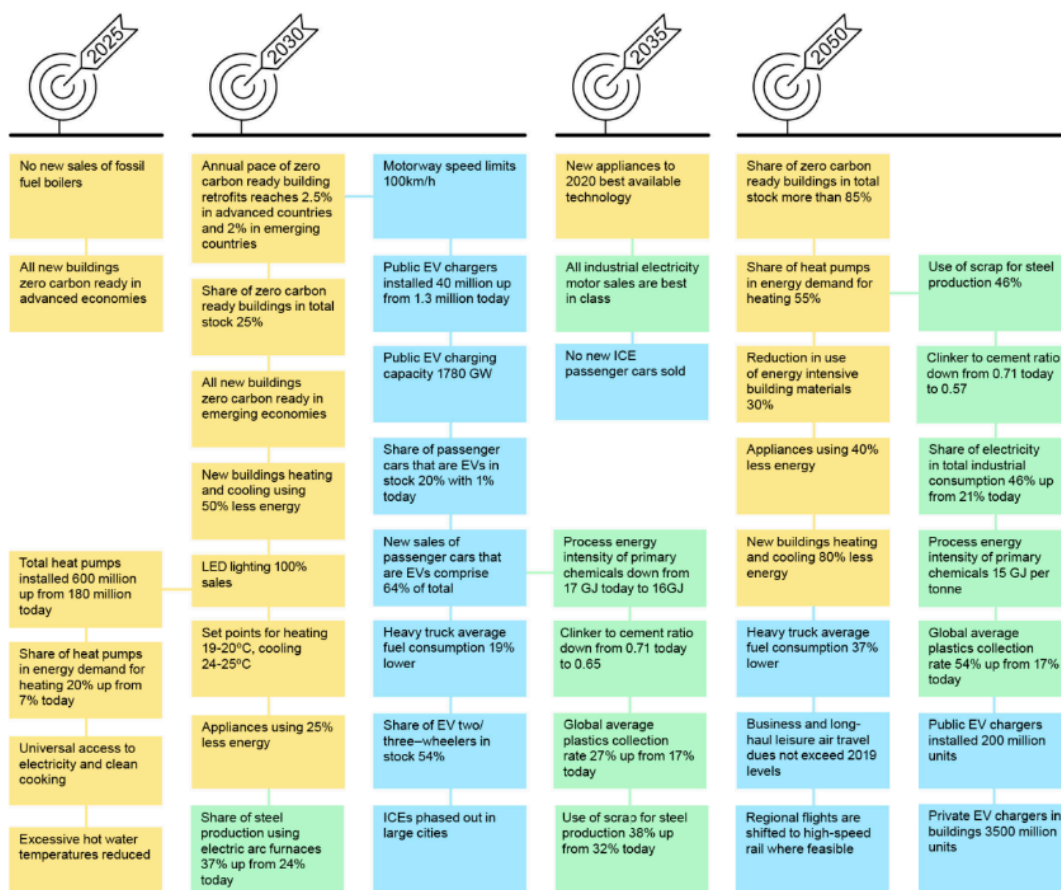 2025
No new sales of fossil
fuel boilers
All new buildings
zero carbon ready in
advanced economies
2030
Annual pace of zero
carbon ready building
retrofits reaches 2.5%
in advanced countries
and 2% in emerging
countries
Share of zero carbon
ready buildings in total
stock 25%
All new buildings
zero carbon ready in
emerging economies
New buildings heating
and cooling using
50% less energy
LED lighting 100%
sales
Total heat pumps
installed 600 million
up from 180 million
today
Share of heat pumps
in energy demand for
heating 20% up from
7% today
Universal access to
electricity and clean
cooking
Excessive hot water
temperatures reduced
Set points for heating
19-20ºC, cooling
24-25ºC
Appliances using 25%
less energy
Share of steel
production using
electric arc furnaces
37% up from 24%
today
Motorway speed limits
100km/h
Public EV chargers
installed 40 million up
from 1.3 million today
Public EV charging
capacity 1780 GW
Share of passenger
cars that are EVs in
stock 20% with 1%
today
New sales of
passenger cars that
are EVs comprise
64% of total
Heavy truck average
fuel consumption 19%
lower
Share of EV two/
three–wheelers in
stock 54%
ICEs phased out in
large cities
Process energy
intensity of primary
chemicals down from
17 GJ today to 16GJ
Clinker to cement ratio
down from 0.71 today
to 0.65
Global average
plastics collection
rate 27% up from 17%
today
Use of scrap for steel
production 38% up
from 32% today
2035
New appliances to
2020 best available
technology
All industrial electricity
motor sales are best
in class
No new ICE
passenger cars sold
2050
Share of zero carbon
ready buildings in total
stock more than 85%
Share of heat pumps
in energy demand for
heating 55%
Reduction in use
of energy intensive
building materials
30%
Appliances using 40%
less energy
New buildings heating
and cooling 80% less
energy
Heavy truck average
fuel consumption 37%
lower
Business and long-
haul leisure air travel
dues not exceed 2019
levels
Regional flights are
shifted to high-speed
rail where feasible
Use of scrap for steel
production 46%
Clinker to cement ratio
down from 0.71 today
to 0.57
Share of electricity
in total industrial
consumption 46% up
from 21% today
Process energy
intensity of primary
chemicals 15 GJ per
tonne
Global average
plastics collection
rate 54% up from 17%
today
Public EV chargers
installed 200 million
units
Private EV chargers in
buildings 3500 million
units